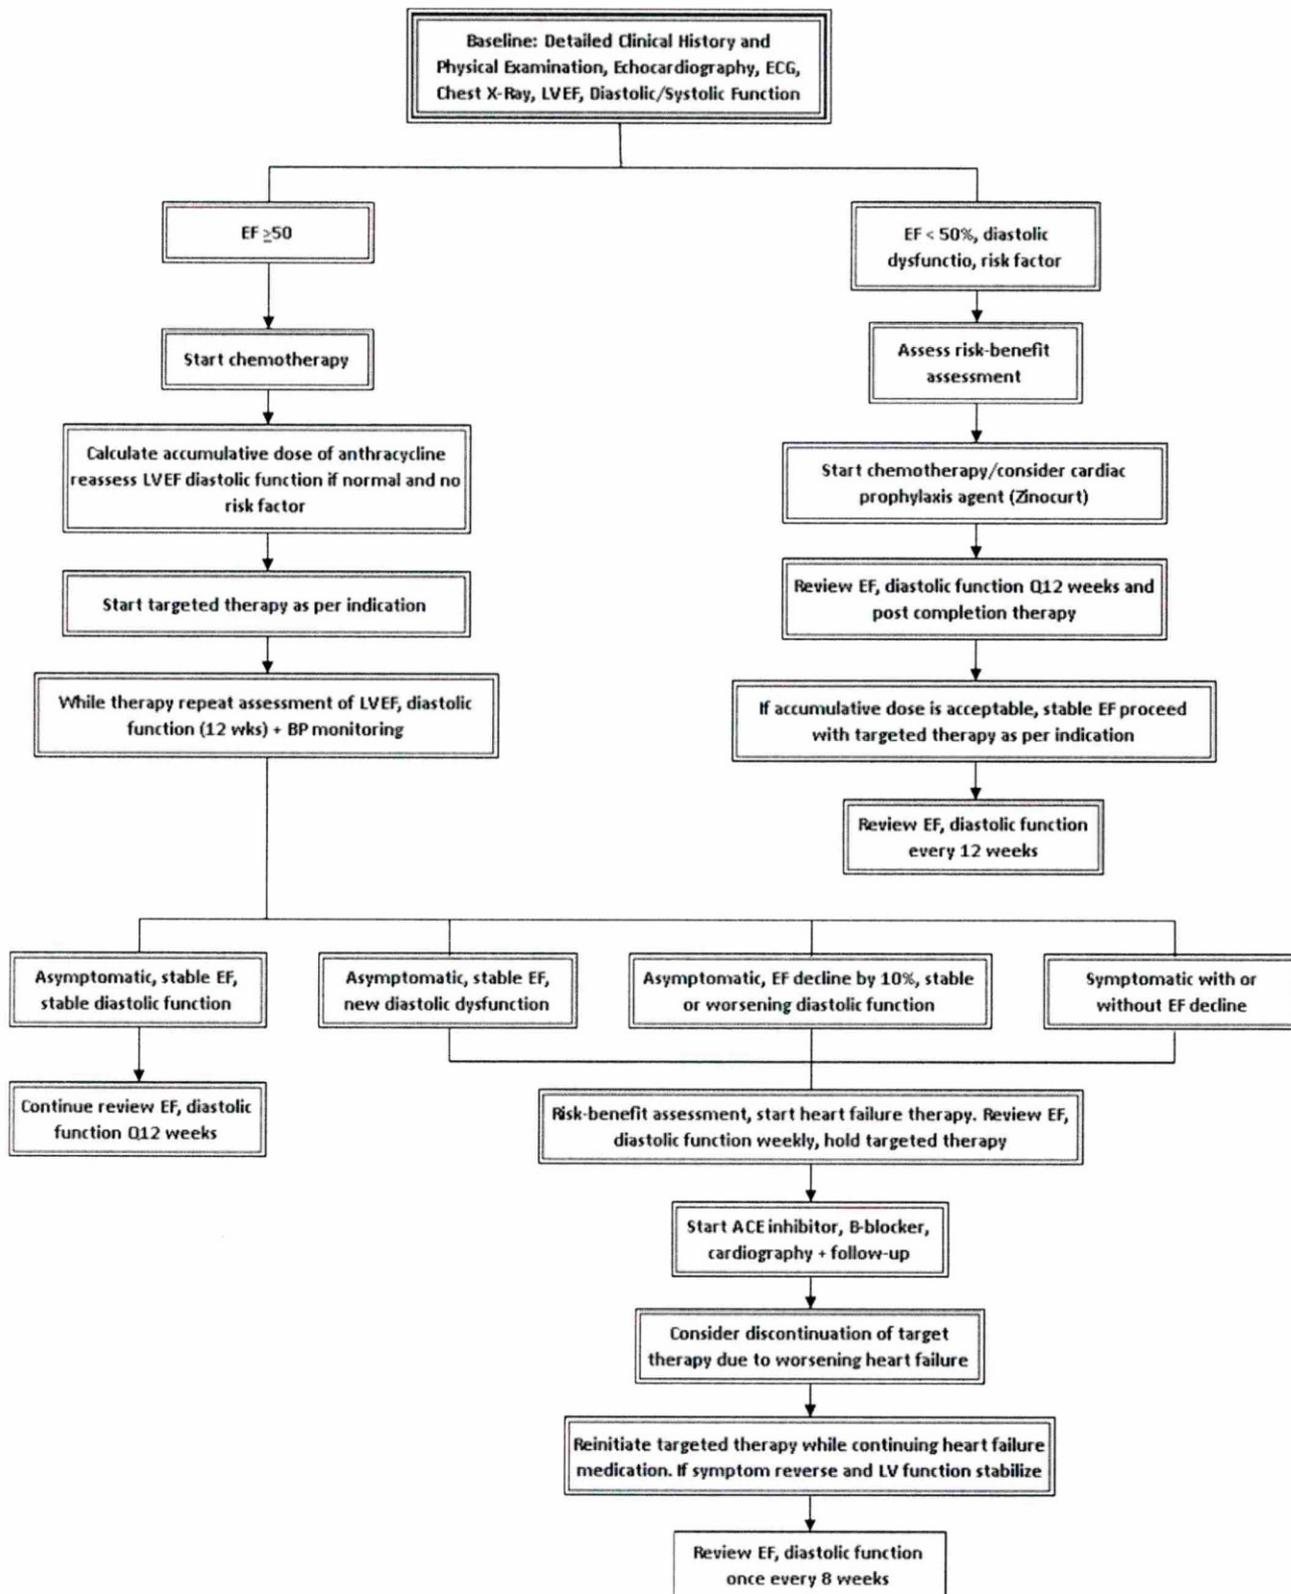 Baseline: Detailed Clinical History and
Physical Examination, Echocardiography, ECG,
Chest X-Ray, LVEF, Diastolic/Systolic Function
EF ≥50
EF < 50%, diastolic
dysfunctio, risk factor
Start chemotherapy
Assess risk-benefit
assessment
Calculate accumulative dose of anthracycline
reassess LVEF diastolic function if normal and no
risk factor
Start chemotherapy/consider cardiac
prophylaxis agent (Zinocurt)
Start targeted therapy as per indication
Review EF, diastolic function Q12 weeks and
post completion therapy
While therapy repeat assessment of LVEF, diastolic
function (12 wks) + BP monitoring
If accumulative dose is acceptable, stable EF proceed
with targeted therapy as per indication
Review EF, diastolic function
every 12 weeks
Asymptomatic, stable EF,
stable diastolic function
Asymptomatic, stable EF,
new diastolic dysfunction
Asymptomatic, EF decline by 10%, stable
or worsening diastolic function
Symptomatic with or
without EF decline
Continue review EF, diastolic
function Q12 weeks
Risk-benefit assessment, start heart failure therapy. Review EF,
diastolic function weekly, hold targeted therapy
Start ACE inhibitor, B-blocker,
cardiography + follow-up
Consider discontinuation of target
therapy due to worsening heart failure
Reinitiate targeted therapy while continuing heart failure
medication. If symptom reverse and LV function stabilize
Review EF, diastolic function
once every 8 weeks